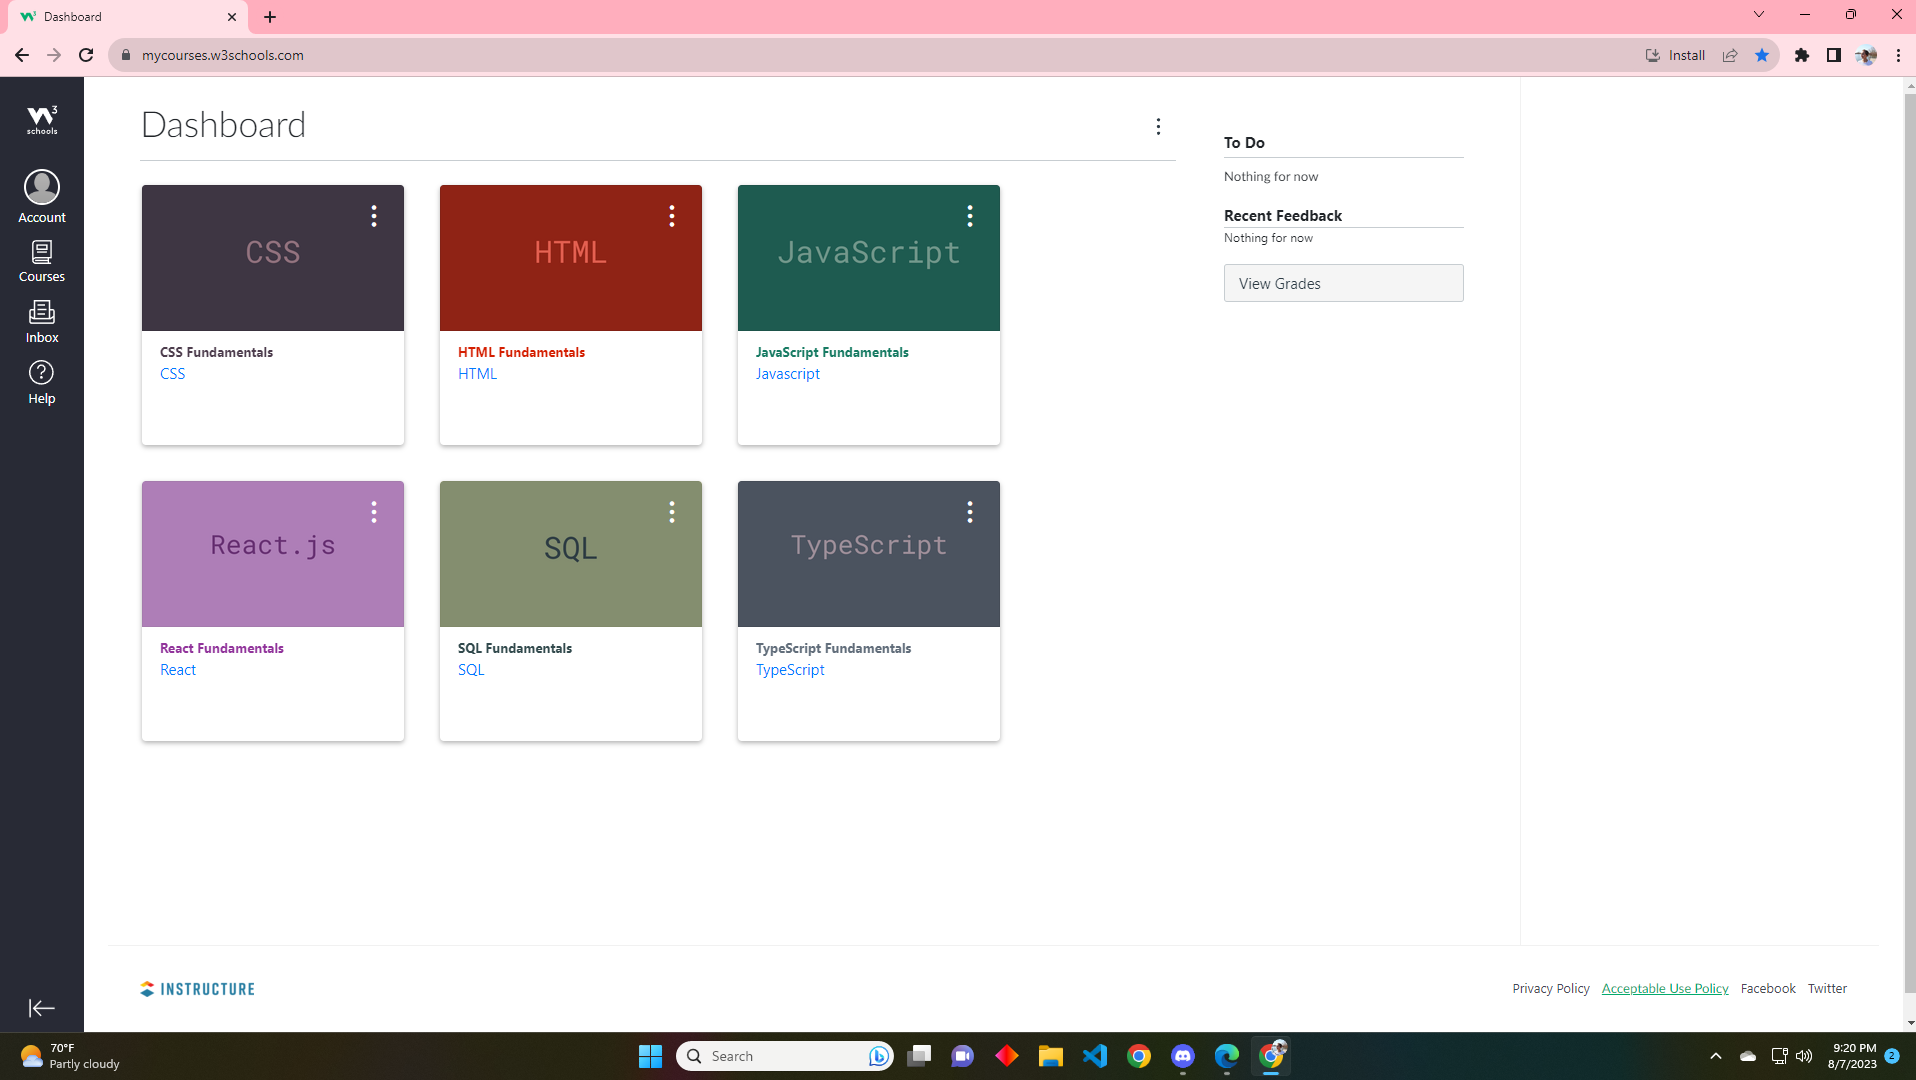 Dashboard
mycourses.w3schools.com
Install
W3
schools
Account
Courses
Inbox
Help
Dashboard
CSS
CSS Fundamentals
CSS
HTML
HTML Fundamentals
HTML
JavaScript
JavaScript Fundamentals
Javascript
React.js
React Fundamentals
React
SQL
SQL Fundamentals
SQL
TypeScript
TypeScript Fundamentals
TypeScript
To Do
Nothing for now
Recent Feedback
Nothing for now
View Grades
INSTRUCTURE
Privacy Policy Acceptable Use Policy Facebook Twitter
70°F
Partly cloudy
Search
9:20 PM
8/7/2023
2